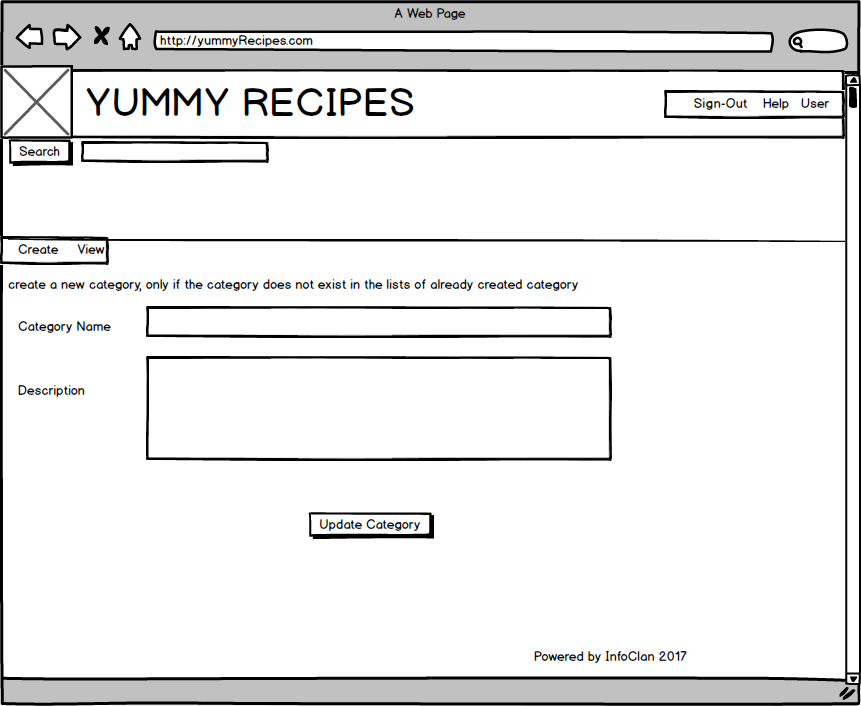 A Web Page
http://yummyRecipes.com
YUMMY RECIPES
Sign-Out Help User
Search
Create View
create a new category, only if the category does not exist in the lists of already created category
Category Name
Description
Update Category
Powered by InfoClan 2017